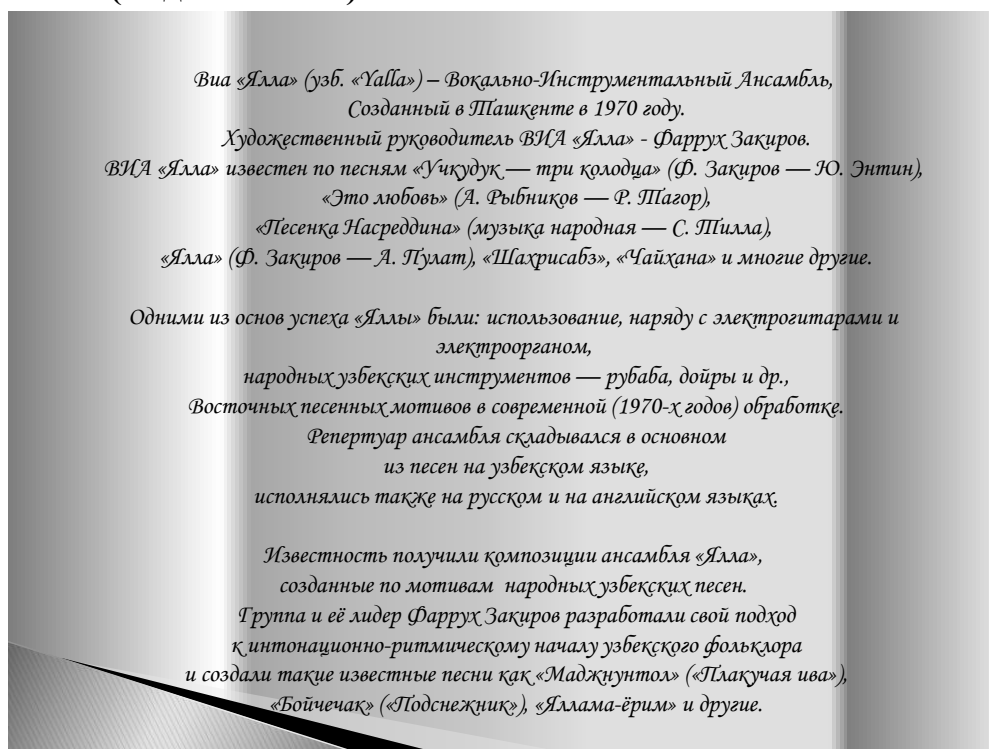 Виа «Ялла» (узб. «Yalla») – Вокально-Инструментальный Ансамбль,
Созданный в Ташкенте в 1970 году.
Художественный руководитель ВИА «Ялла» - Фаррух Закиров.
ВИА «Ялла» известен по песням «Учкудук — три колодца» (Ф. Закиров — Ю. Энтин),
«Это любовь» (А. Рыбников — Р. Тагор),
«Песенка Насреддина» (музыка народная — С. Тилла),
«Ялла» (Ф. Закиров — А. Пулат), «Шахрисабз», «Чайхана» и многие другие.
Одними из основ успеха «Яллы» были: использование, наряду с электрогитарами и
электроорганом,
народных узбекских инструментов — рубаба, дойры и др.,
Восточных песенных мотивов в современной (1970-х годов) обработке.
Репертуар ансамбля складывался в основном
из песен на узбекском языке,
исполнялись также на русском и на английском языках.
Известность получили композиции ансамбля «Ялла»,
созданные по мотивам народных узбекских песен.
Группа и её лидер Фаррух Закиров разработали свой подход
к интонационно-ритмическому началу узбекского фольклора
и создали такие известные песни как «Маджнунтол» («Плакучая ива»),
«Бойчечак» («Подснежник»), «Яллама-ёрим» и другие.